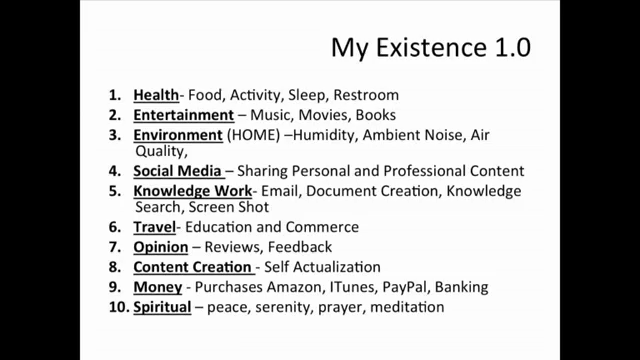 My Existence 1.0
1. Health- Food, Activity, Sleep, Restroom
2. Entertainment – Music, Movies, Books
3. Environment (HOME) –Humidity, Ambient Noise, Air
Quality,
4. Social Media – Sharing Personal and Professional Content
5. Knowledge Work- Email, Document Creation, Knowledge
Search, Screen Shot
6. Travel- Education and Commerce
7. Opinion – Reviews, Feedback
8. Content Creation - Self Actualization
9. Money - Purchases Amazon, ITunes, PayPal, Banking
10. Spiritual – peace, serenity, prayer, meditation